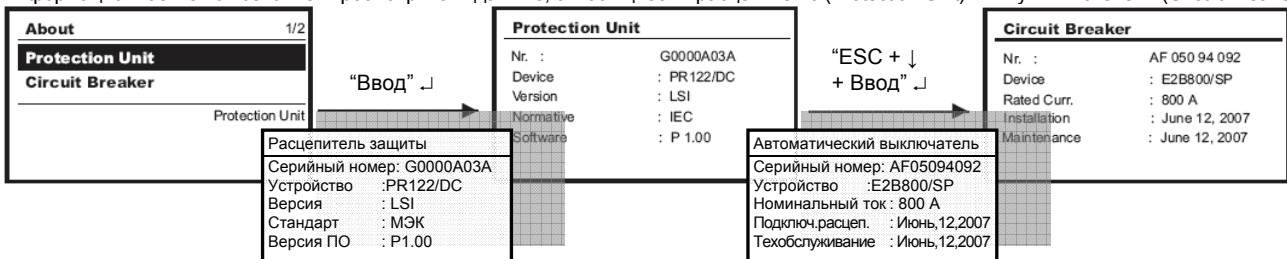 About 1/2
Protection Unit
Circuit Breaker
Protection Unit
“Ввод” ↵
Protection Unit
Nr. : G0000A03A
Device : PR122/DC
Version : LSI
Normative : IEC
Software : P 1.00
Расцепитель защиты
Серийный номер: G0000A03A
Устройство :PR122/DC
Версия : LSI
Стандарт : МЭК
Версия ПО : P1.00
“ESC + ↓
+ Ввод” ↵
Circuit Breaker
Nr. : AF 050 94 092
Device : E2B800/SP
Rated Curr. : 800 A
Installation : June 12, 2007
Maintenance : June 12, 2007
Автоматический выключатель
Серийный номер: AF05094092
Устройство :E2B800/SP
Номинальный ток : 800 А
Подключ.расцеп. : Июнь,12,2007
Техобслуживание : Июнь,12,2007